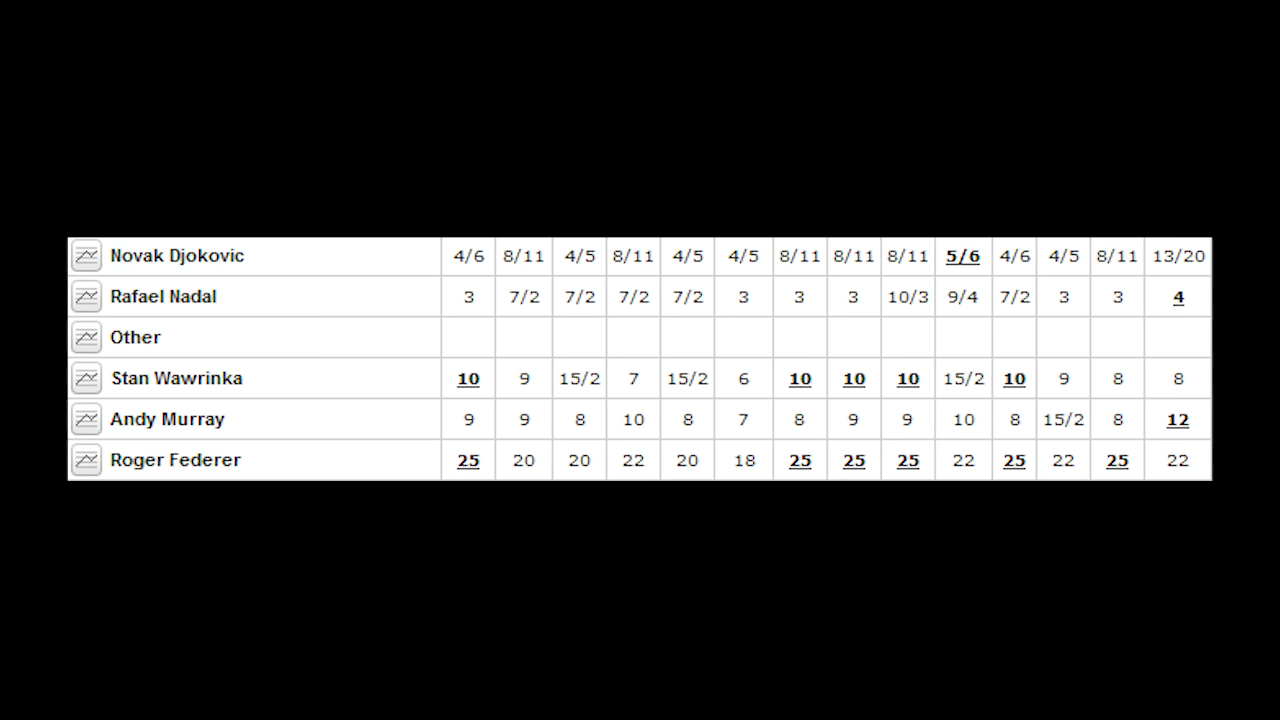 Novak Djokovic 4/6 8/11 4/5 8/11 4/5 4/5 8/11 8/11 8/11 5/6 4/6 4/5 8/11 13/20
Rafael Nadal 3 7/2 7/2 7/2 7/2 3 3 3 10/3 9/4 7/2 3 3 4
Other
Stan Wawrinka 10 9 15/2 7 15/2 6 10 10 10 15/2 10 9 8 8
Andy Murray 9 9 8 10 8 7 8 9 9 10 8 15/2 8 12
Roger Federer 25 20 20 22 20 18 25 25 25 22 25 22 25 22